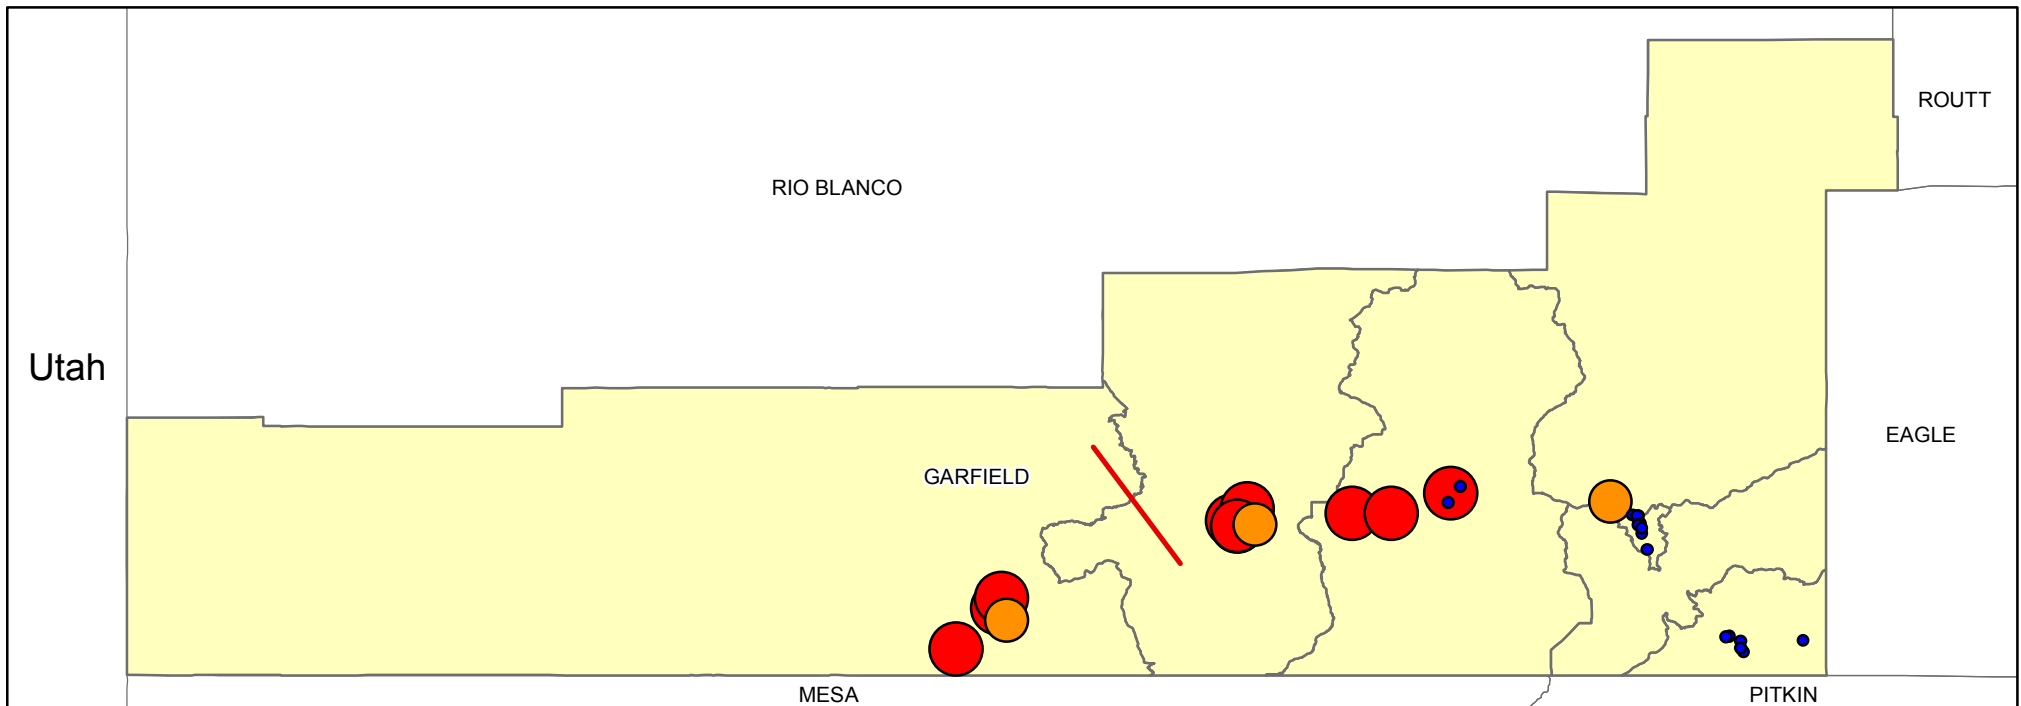 ROUTT
RIO BLANCO
Utah
EAGLE
GARFIELD
MESA
PITKIN